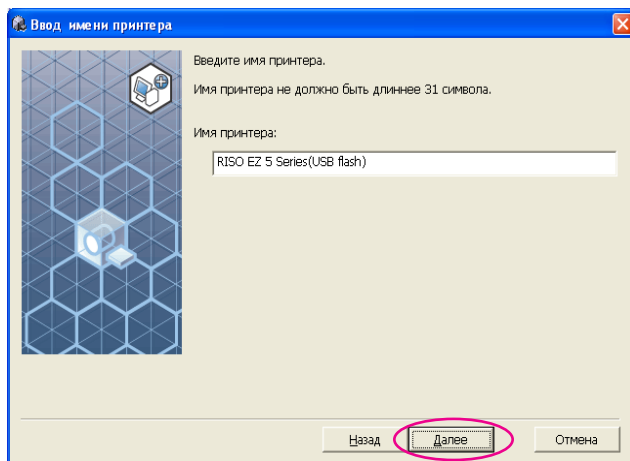 Ввод имени принтера
Введите имя принтера.
Имя принтера не должно быть длиннее 31 символа.
Имя принтера:
RISO EZ 5 Series(USB flash)
Назад
Далее
Отмена